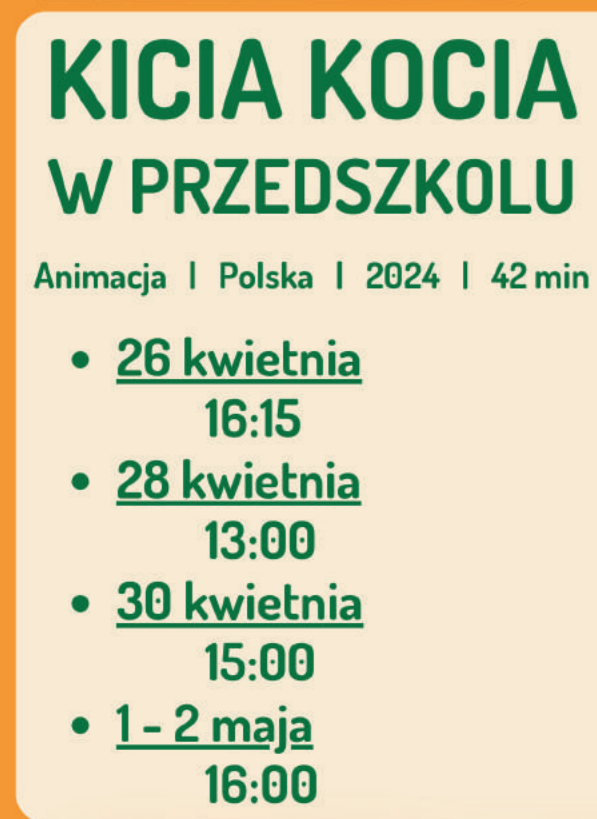 KICIA KOCIA
W PRZEDSZKOLU
Animacja | Polska | 2024 | 42 min
• 26 kwietnia
16:15
• 28 kwietnia
13:00
• 30 kwietnia
15:00
• 1 - 2 maja
16:00